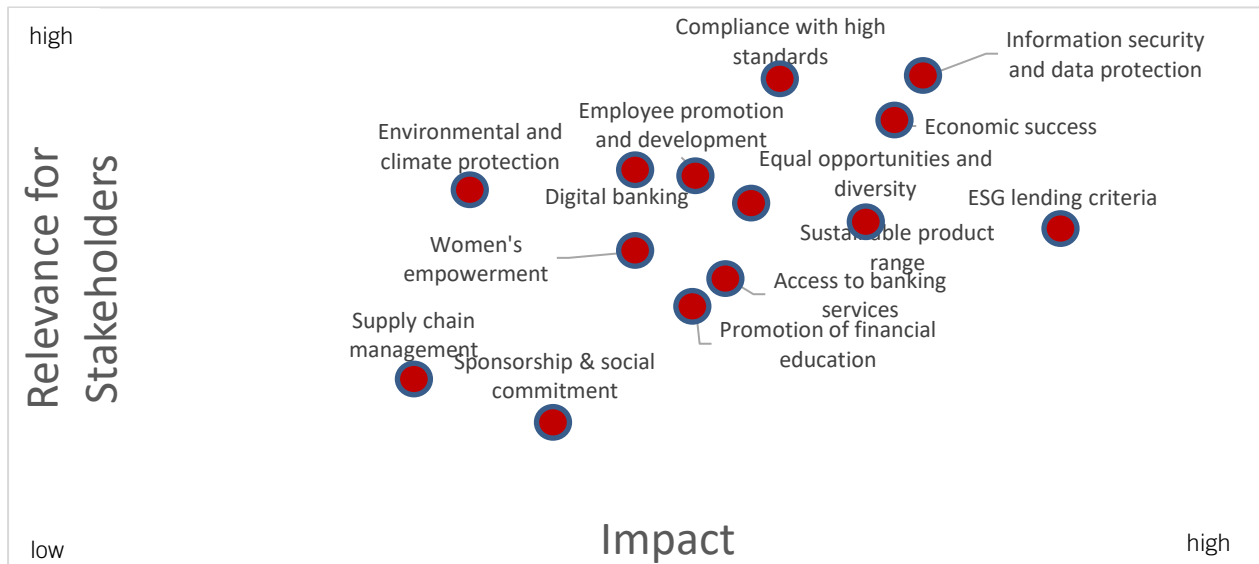 high
Compliance with high
standards
Information security
and data protection
Employee promotion
and development
Economic success
Environmental and
climate protection
Equal opportunities and
diversity
Digital banking
ESG lending criteria
Sustainable product
range
Women's
empowerment
Access to banking
services
Promotion of financial
education
Supply chain
management
Sponsorship & social
commitment
Relevance for
Stakeholders
Impact
low
high